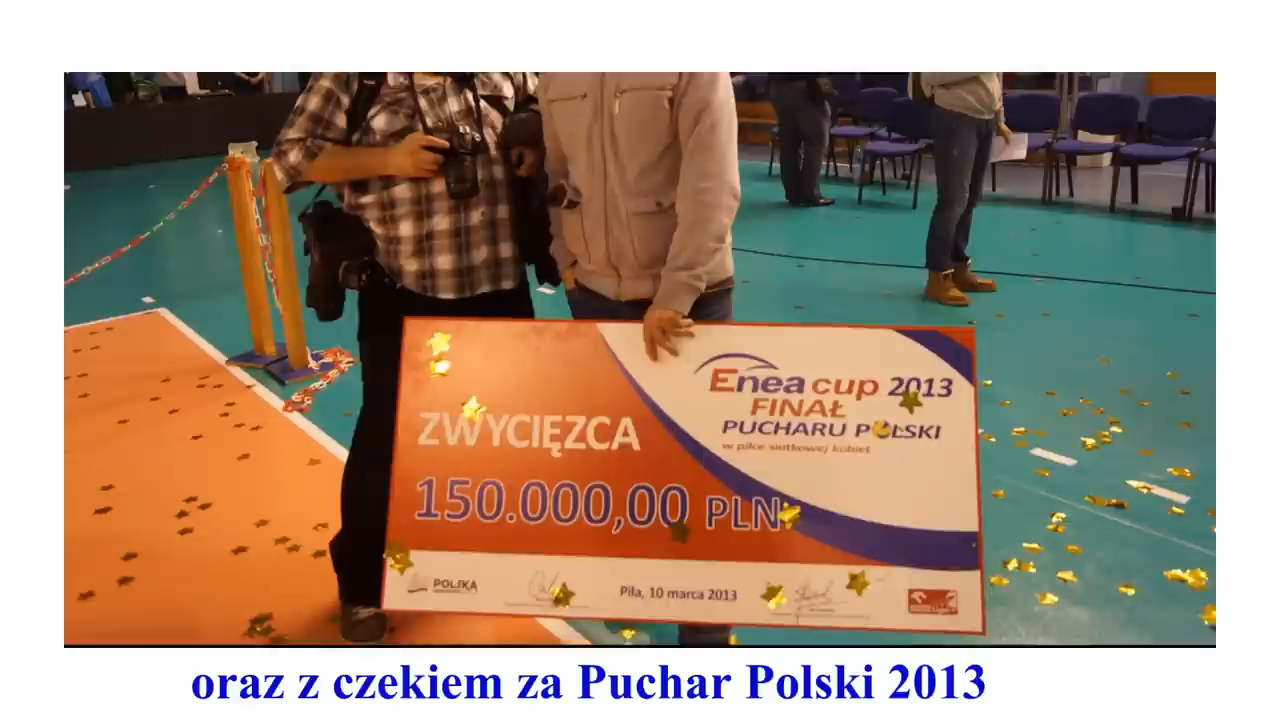 Enea cup 2013
FINAŁ
PUCHARU POLSKI
w piłce siatkowej kobiet
ZWYCIĘZCA
150.000,00 PLN
POLSKA
Piła, 10 marca 2013
oraz z czekiem za Puchar Polski 2013